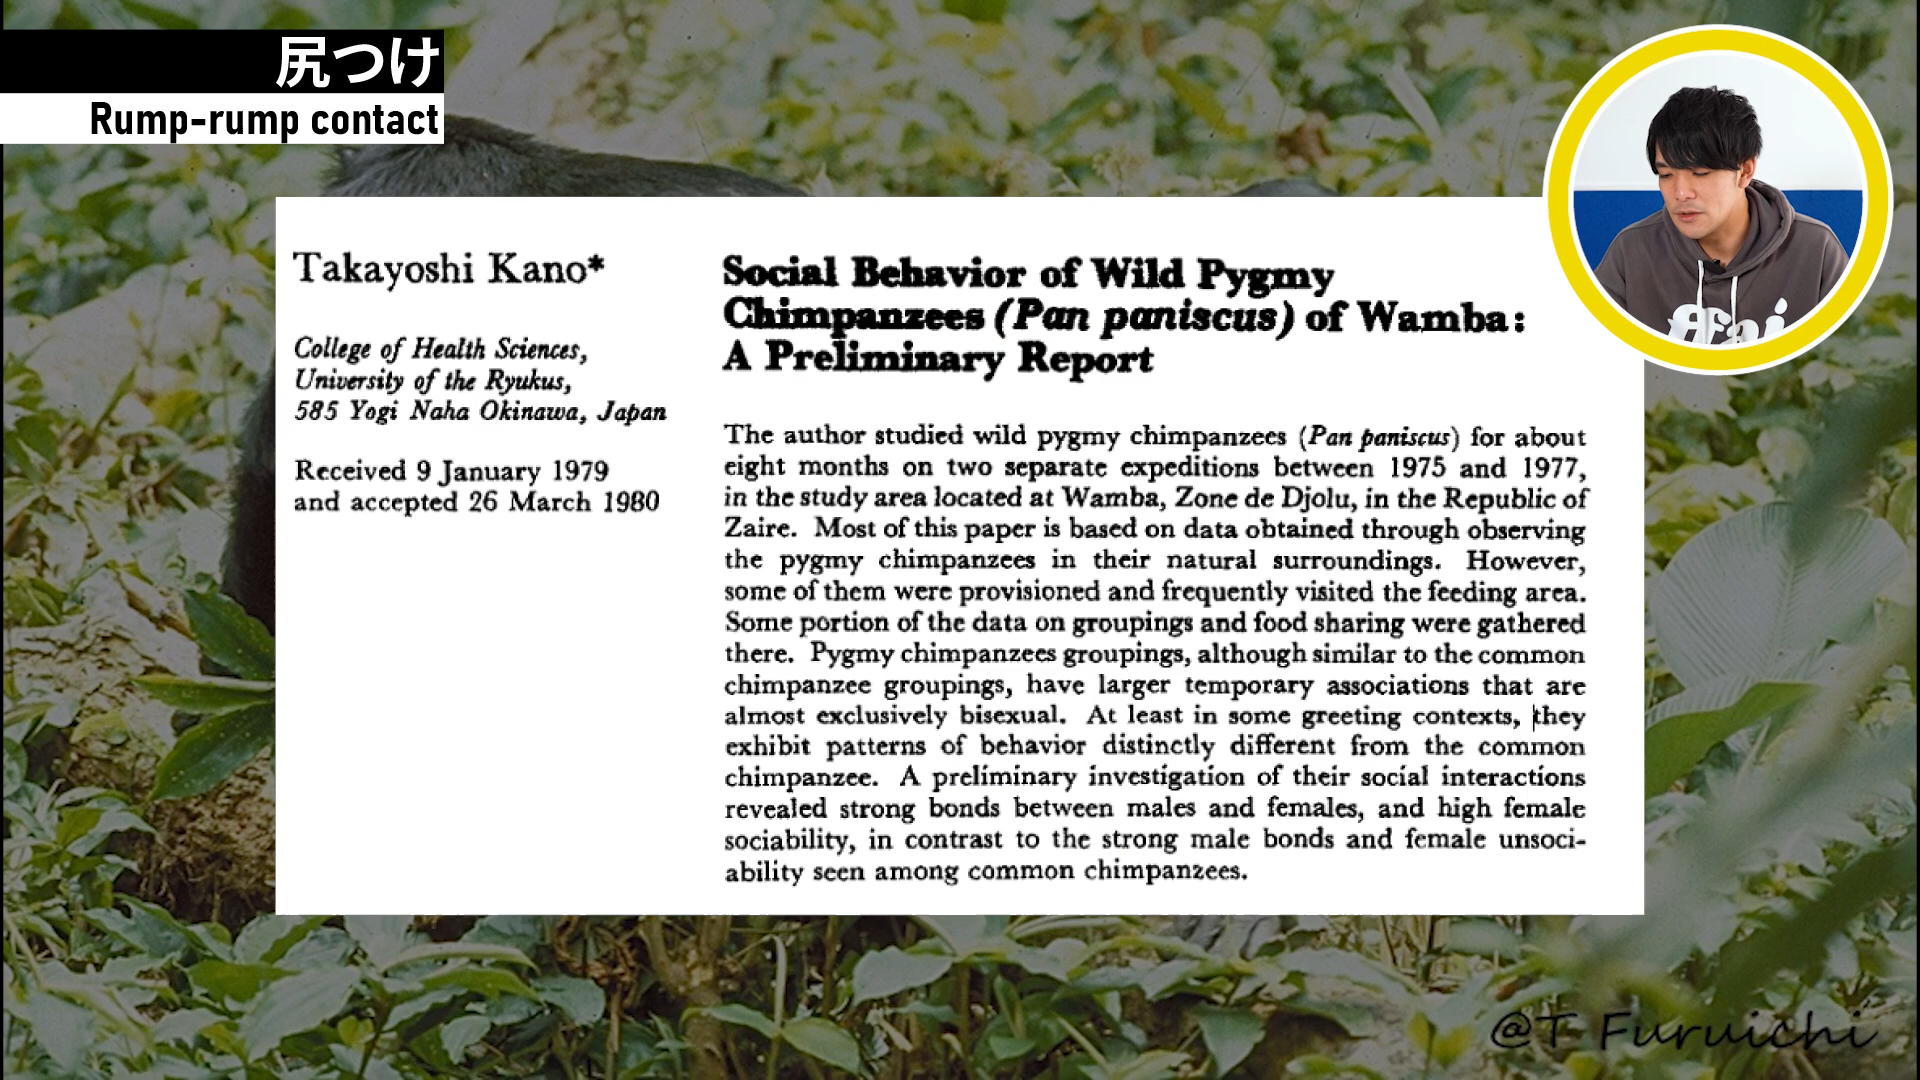 尻つけ
Rump-rump contact
Takayoshi Kano*
College of Health Sciences,
University of the Ryukus,
585 Yogi Naha Okinawa, Japan
Received 9 January 1979
and accepted 26 March 1980
Social Behavior of Wild Pygmy
Chimpanzees (Pan paniscus) of Wamba:
A Preliminary Report
The author studied wild pygmy chimpanzees (Pan paniscus) for about
eight months on two separate expeditions between 1975 and 1977,
in the study area located at Wamba, Zone de Djolu, in the Republic of
Zaire. Most of this paper is based on data obtained through observing
the pygmy chimpanzees in their natural surroundings. However,
some of them were provisioned and frequently visited the feeding area.
Some portion of the data on groupings and food sharing were gathered
there. Pygmy chimpanzees groupings, although similar to the common
chimpanzee groupings, have larger temporary associations that are
almost exclusively bisexual. At least in some greeting contexts, they
exhibit patterns of behavior distinctly different from the common
chimpanzee. A preliminary investigation of their social interactions
revealed strong bonds between males and females, and high female
sociability, in contrast to the strong male bonds and female unsoci-
ability seen among common chimpanzees.
@T Furuichi